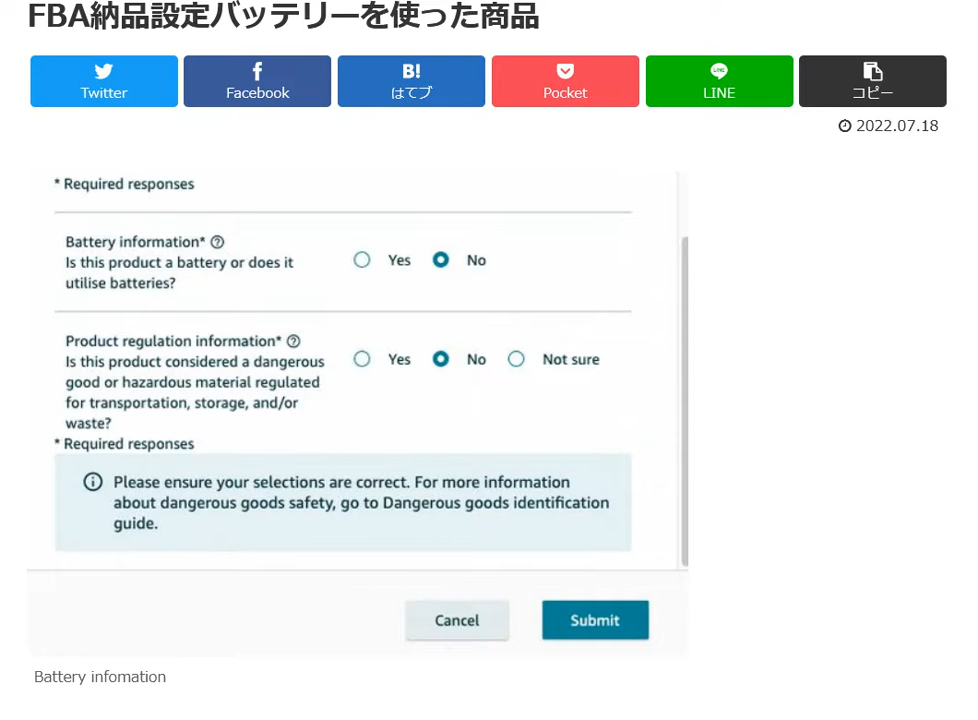 FBA納品設定バッテリーを使った商品
Twitter
Facebook
B!
はてブ
Pocket
LINE
LINE
コピー
2022.07.18
* Required responses
Battery information*
Is this product a battery or does it
utilise batteries?
Yes No
Product regulation information*
Is this product considered a dangerous
good or hazardous material regulated
for transportation, storage, and/or
waste?
Yes No Not sure
* Required responses
Please ensure your selections are correct. For more information
about dangerous goods safety, go to Dangerous goods identification
guide.
Cancel Submit
Battery infomation